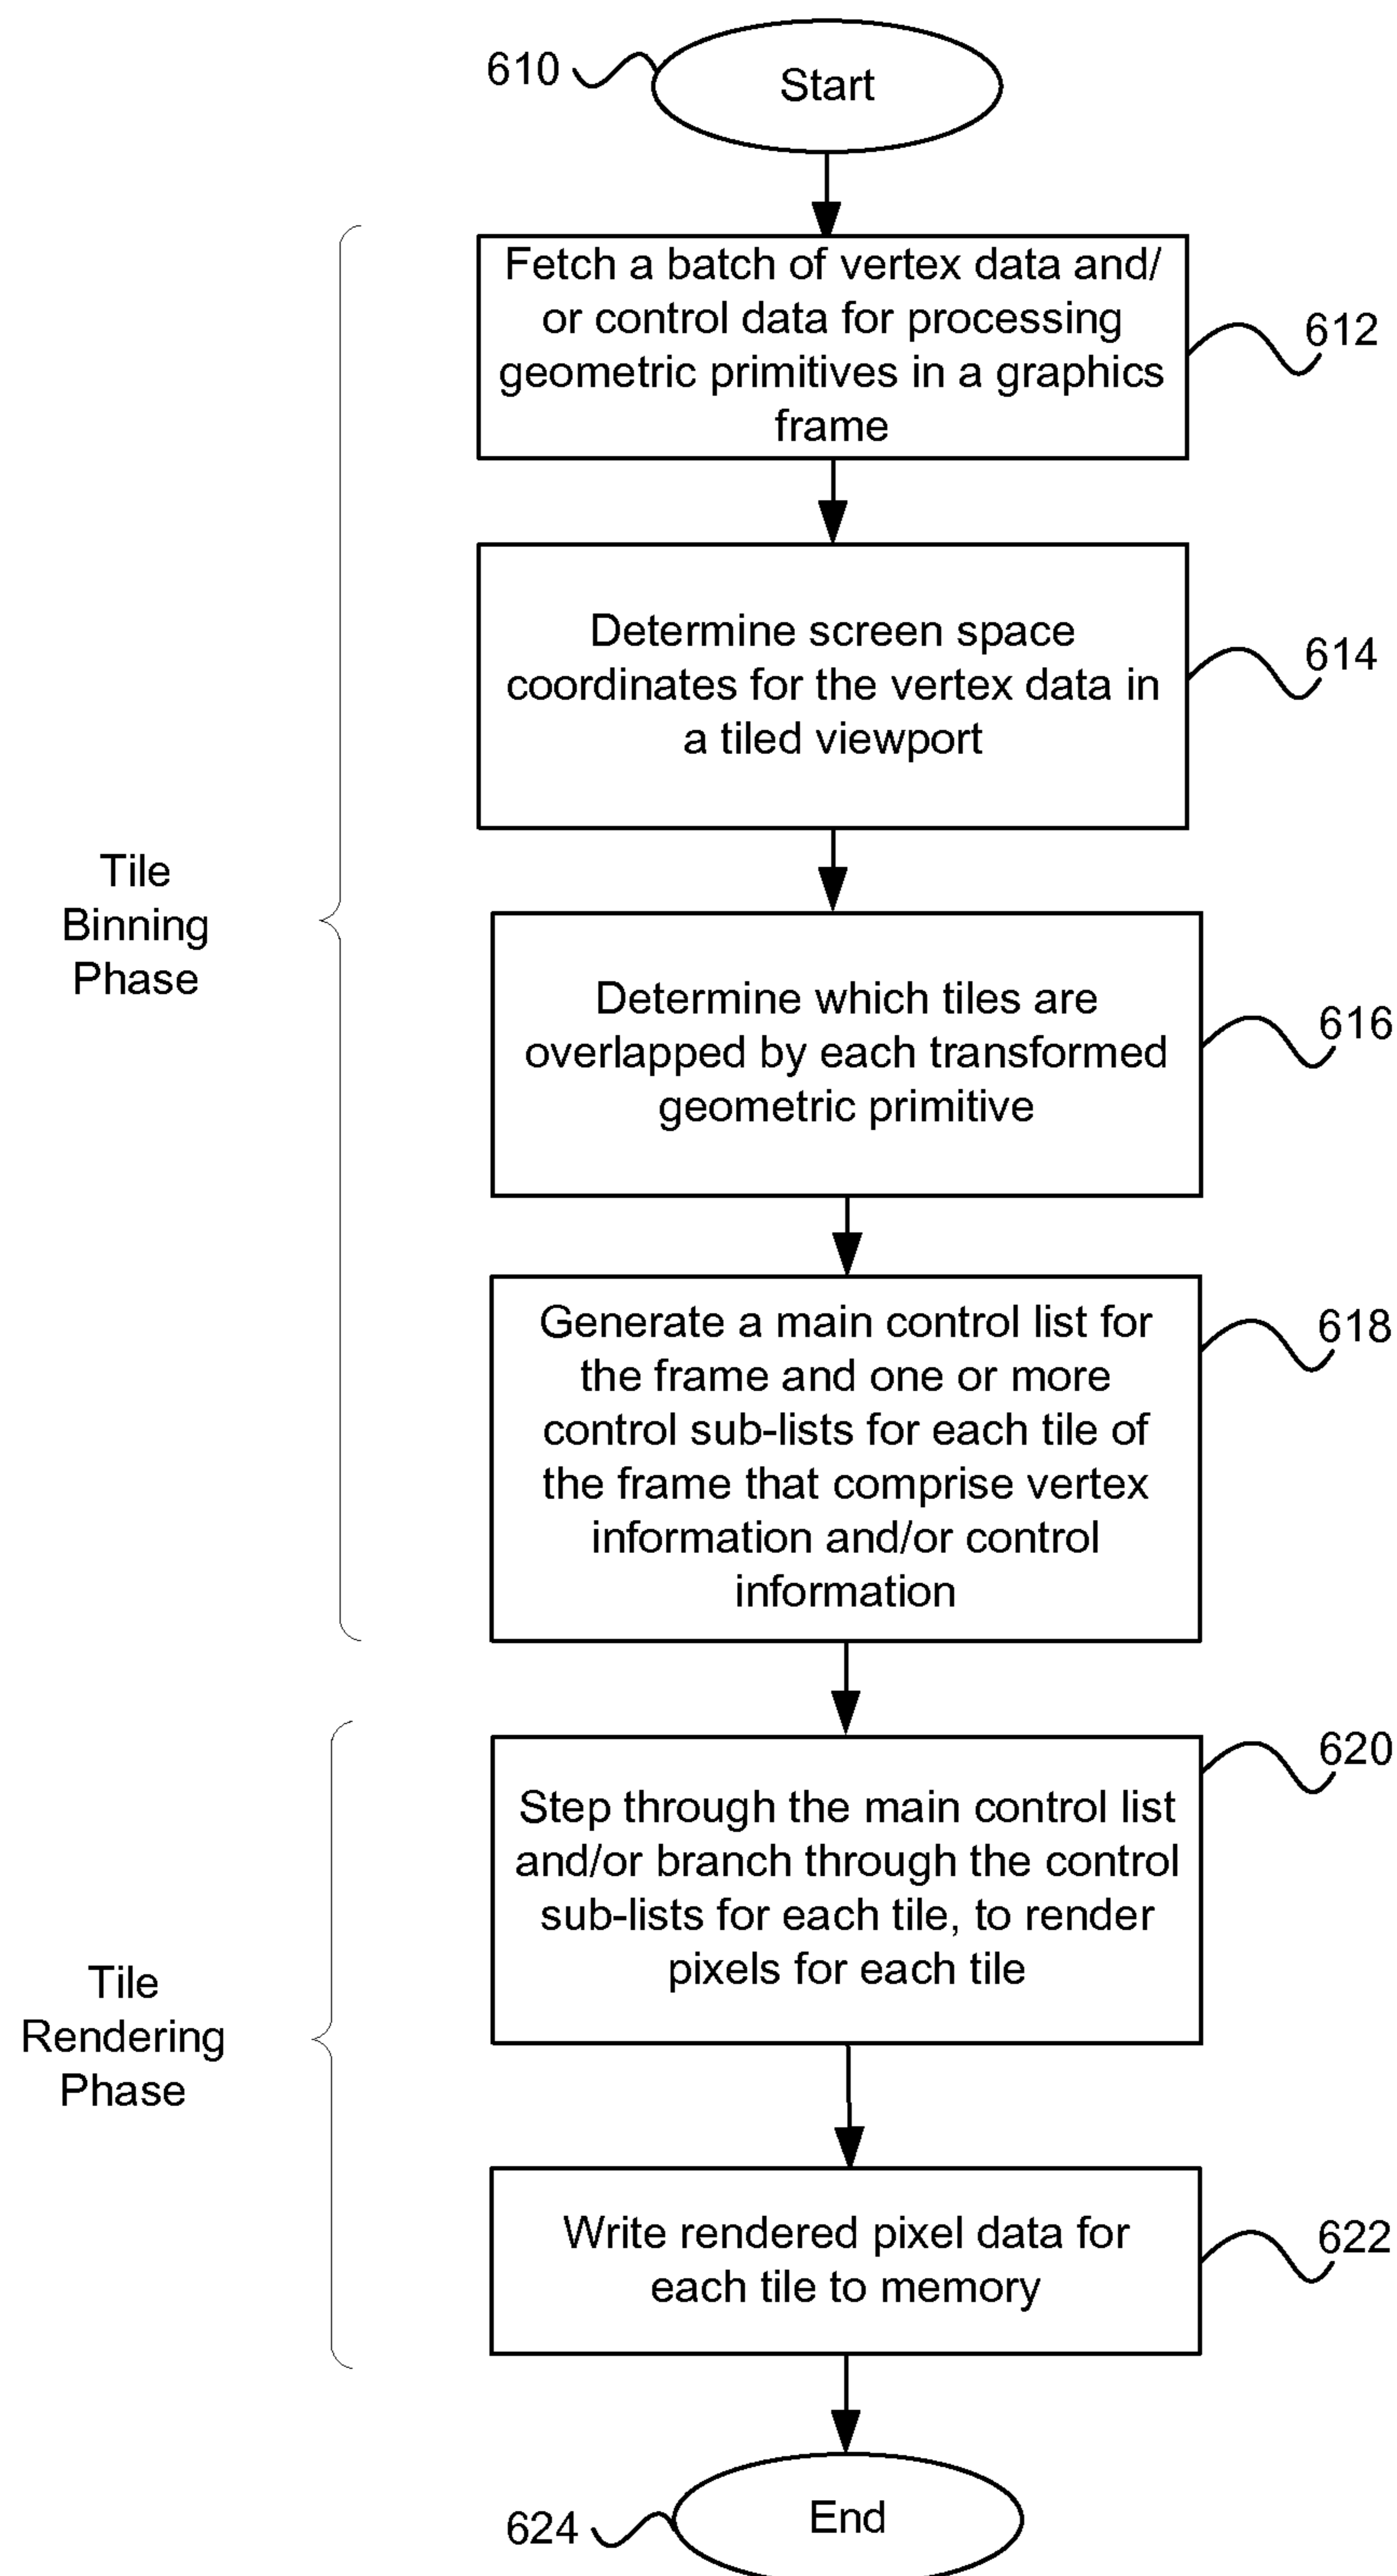 610
Start
Fetch a batch of vertex data and/
or control data for processing
geometric primitives in a graphics
frame
612
Determine screen space
coordinates for the vertex data in
a tiled viewport
614
Tile
Binning
Phase
Determine which tiles are
overlapped by each transformed
geometric primitive
616
Generate a main control list for
the frame and one or more
control sub-lists for each tile of
the frame that comprise vertex
information and/or control
information
618
Step through the main control list
and/or branch through the control
sub-lists for each tile, to render
pixels for each tile
620
Tile
Rendering
Phase
Write rendered pixel data for
each tile to memory
622
End
624